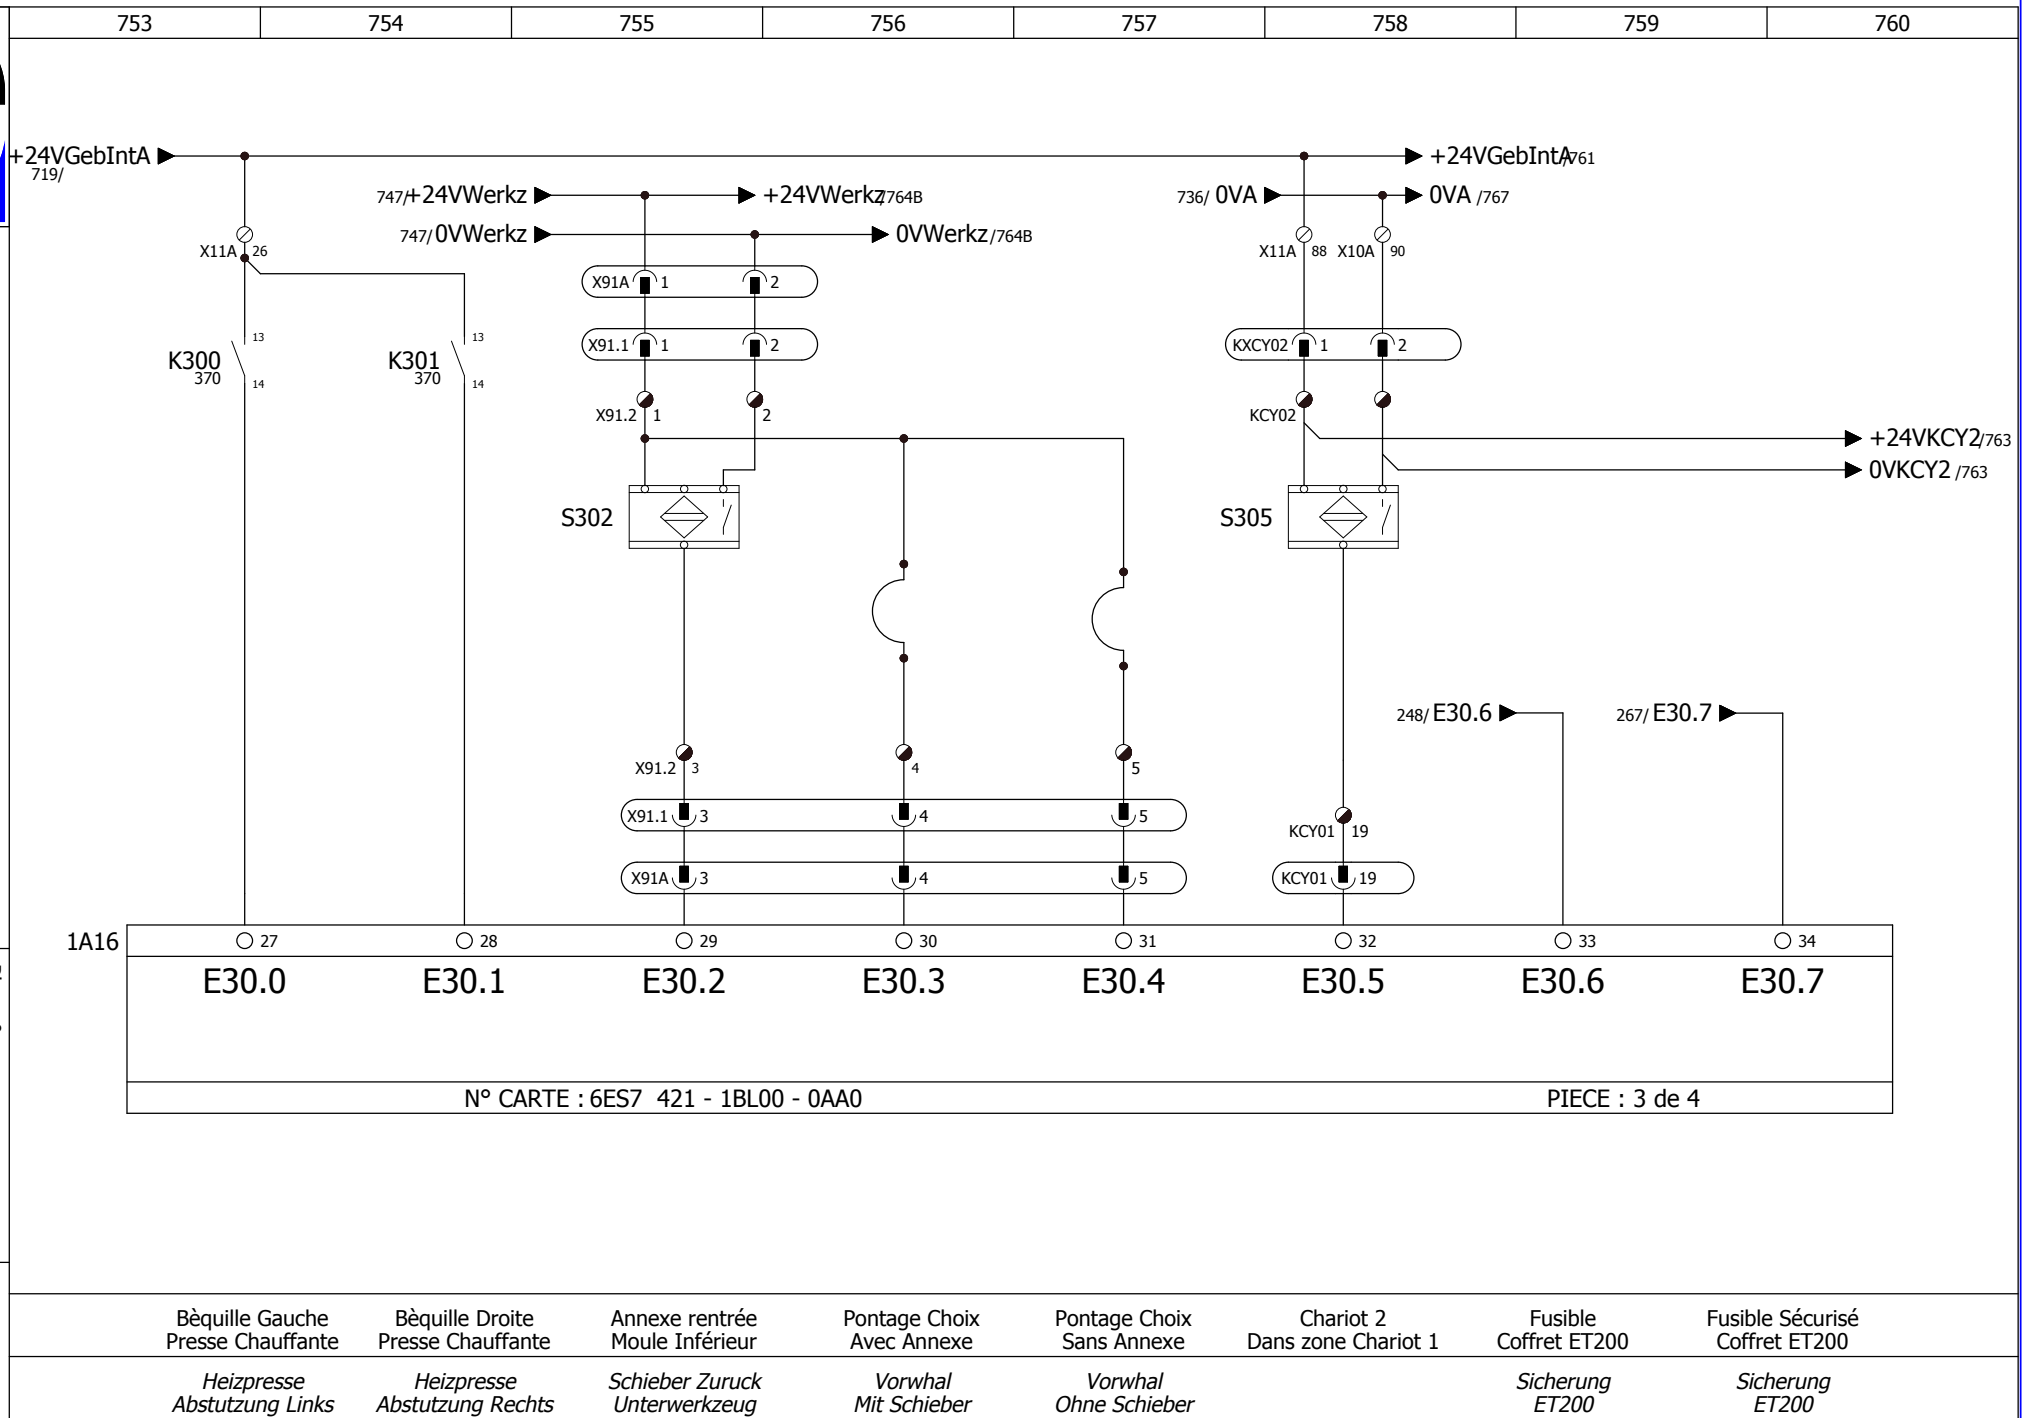 753 754 755 756 757 758 759 760
+24VGebIntA
719/
+24VGebIntA/761
747/+24VWerkz
+24VWerkz/764B
736/ 0VA
0VA /767
747/0VWerkz
0VWerkz/764B
X11A 26
X11A 88 X10A 90
X91A 1 2
X91.1 1 2
KXCY02 1 2
13 13
K300
370
K301
370
14 14
X91.2 1 2
KCY02
+24VKCY2/763
0VKCY2 /763
S302
S305
248/E30.6
267/E30.7
X91.2 3 4 5
X91.1 3 4 5
KCY01 19
X91A 3 4 5
KCY01 19
1A16
27 28 29 30 31 32 33 34
E30.0 E30.1 E30.2 E30.3 E30.4 E30.5 E30.6 E30.7
N° CARTE : 6ES7 421 - 1BL00 - 0AA0
PIECE : 3 de 4
Bèquille Gauche
Presse Chauffante
Bèquille Droite
Presse Chauffante
Annexe rentrée
Moule Inférieur
Pontage Choix
Avec Annexe
Pontage Choix
Sans Annexe
Chariot 2
Dans zone Chariot 1
Fusible
Coffret ET200
Fusible Sécurisé
Coffret ET200
Heizpresse
Abstutzung Links
Heizpresse
Abstutzung Rechts
Schieber Zuruck
Unterwerkzeug
Vorwhal
Mit Schieber
Vorwhal
Ohne Schieber
Sicherung
ET200
Sicherung
ET200